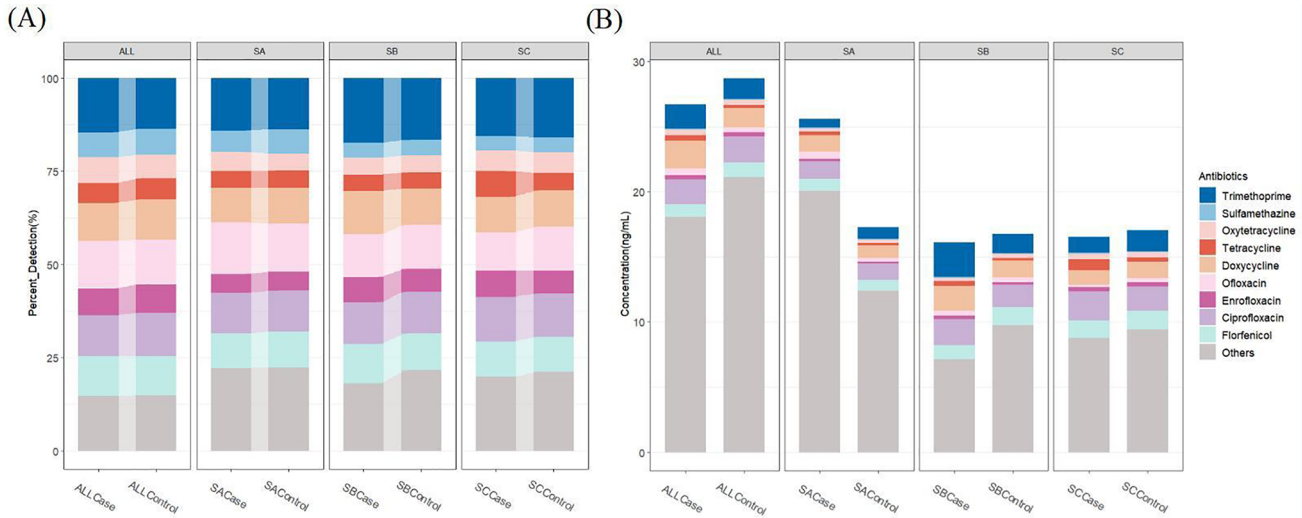 (A)
ALL SA SB SC
Percent_Detection(%)
100
75
50
25
0
ALLCase ALLControl SACase SAControl SBCase SBControl SCCase SCControl
(B)
ALL SA SB SC
Concentration(ng/mL)
30
20
10
0
ALLCase ALLControl SACase SAControl SBCase SBControl SCCase SCControl
Antibiotics
Trimethoprime
Sulfamethazine
Oxytetracycline
Tetracycline
Doxycycline
Ofloxacin
Enrofloxacin
Ciprofloxacin
Florfenicol
Others